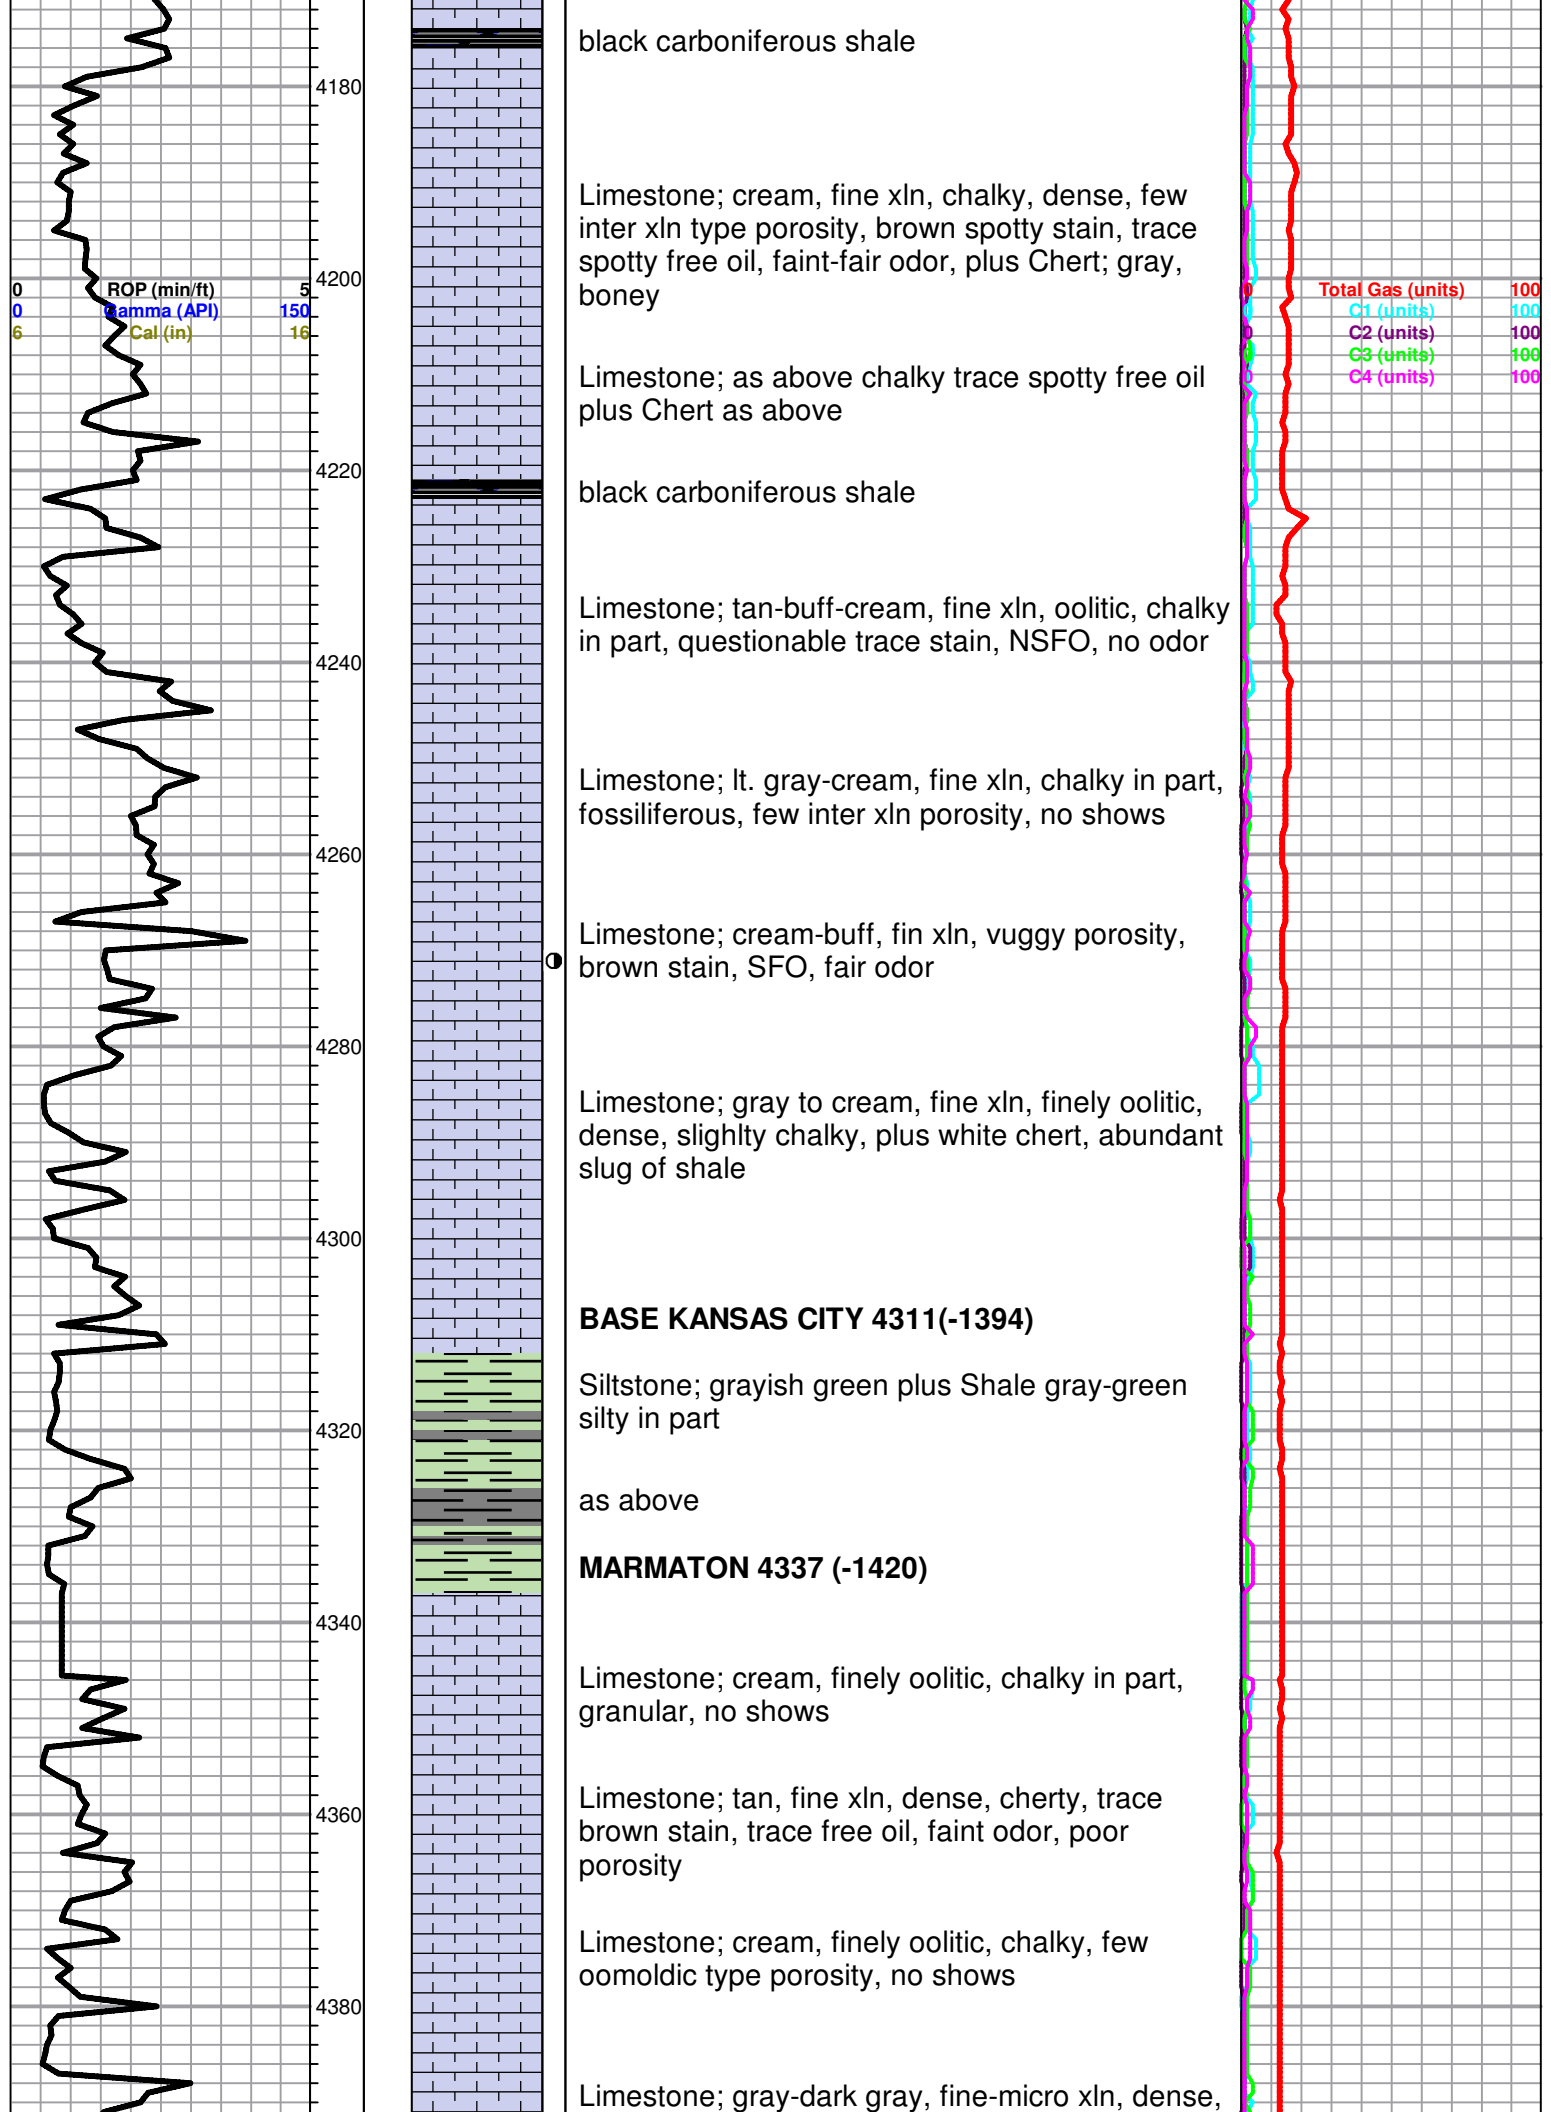 black carboniferous shale
4180
Limestone; cream, fine xln, chalky, dense, few
inter xln type porosity, brown spotty stain, trace
spotty free oil, faint-fair odor, plus Chert; gray,
boney
4200
0 ROP (min/ft) 5
0 Gamma (API) 150
6 Cal (in) 16
0 Total Gas (units) 100
C1 (units) 100
0 C2 (units) 100
C3 (units) 100
0 C4 (units) 100
Limestone; as above chalky trace spotty free oil
plus Chert as above
4220
black carboniferous shale
Limestone; tan-buff-cream, fine xln, oolitic, chalky
in part, questionable trace stain, NSFO, no odor
4240
Limestone; lt. gray-cream, fine xln, chalky in part,
fossiliferous, few inter xln porosity, no shows
4260
Limestone; cream-buff, fin xln, vuggy porosity,
brown stain, SFO, fair odor
4280
Limestone; gray to cream, fine xln, finely oolitic,
dense, slighlty chalky, plus white chert, abundant
slug of shale
4300
BASE KANSAS CITY 4311(-1394)
Siltstone; grayish green plus Shale gray-green
silty in part
4320
as above
MARMATON 4337 (-1420)
4340
Limestone; cream, finely oolitic, chalky in part,
granular, no shows
Limestone; tan, fine xln, dense, cherty, trace
brown stain, trace free oil, faint odor, poor
porosity
4360
Limestone; cream, finely oolitic, chalky, few
oomoldic type porosity, no shows
4380
Limestone; gray-dark gray, fine-micro xln, dense,